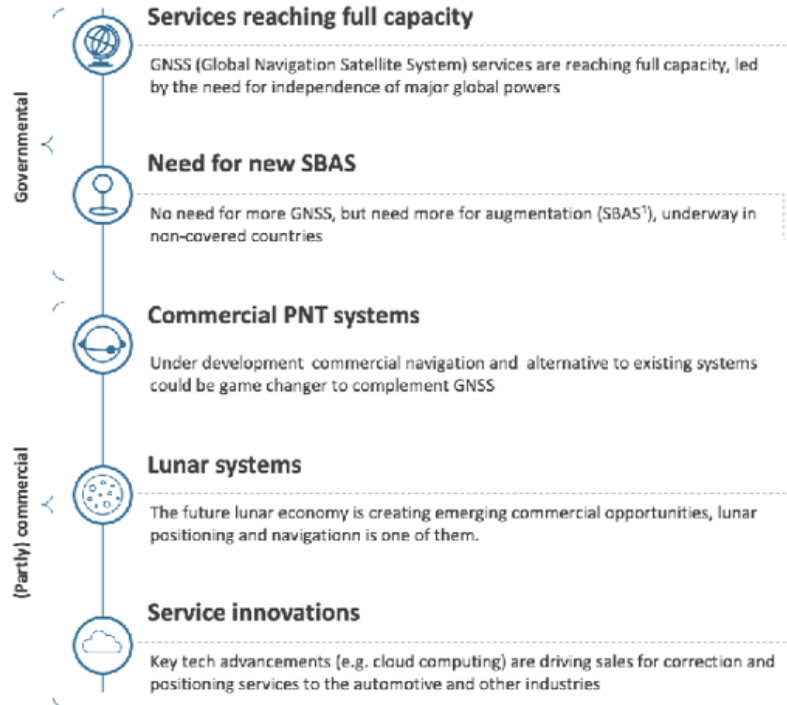 Services reaching full capacity
GNSS (Global Navigation Satellite System) services are reaching full capacity, led
by the need for independence of major global powers
Governmental
Need for new SBAS
No need for more GNSS, but need more for augmentation (SBAS¹), underway in
non-covered countries
Commercial PNT systems
Under development commercial navigation and alternative to existing systems
could be game changer to complement GNSS
(Partly) commercial
Lunar systems
The future lunar economy is creating emerging commercial opportunities, lunar
positioning and navigationn is one of them.
Service innovations
Key tech advancements (e.g. cloud computing) are driving sales for correction and
positioning services to the automotive and other industries